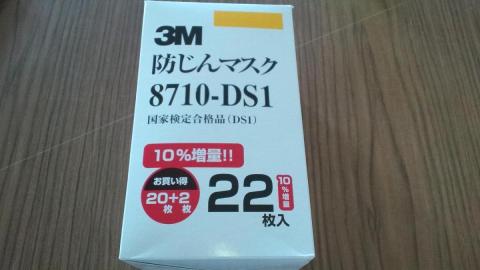 3M
防じんマスク
8710-DS1
国家検定合格品(DS1)
10%増量!!
お買い得
20+2
枚 枚
22
枚入
10%増量